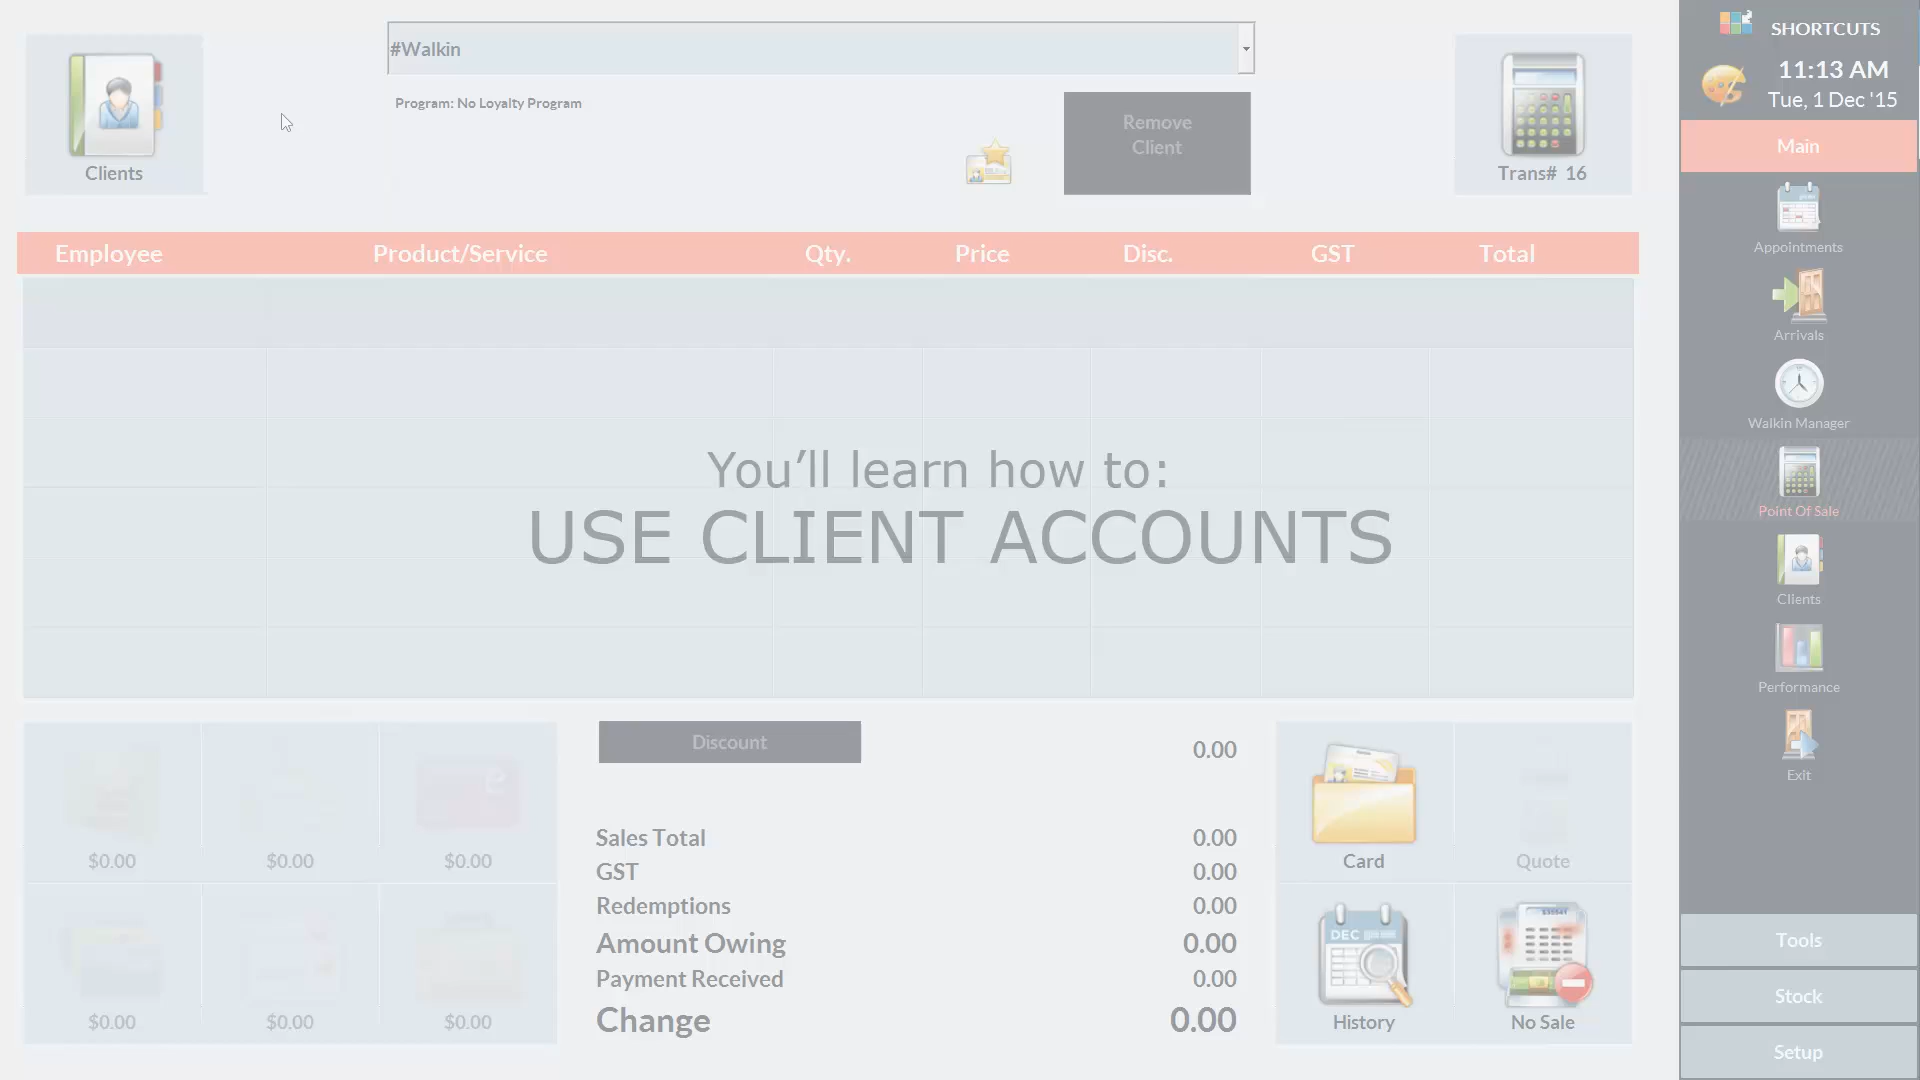 #Walkin
SHORTCUTS
11:13 AM
Tue, 1 Dec '15
Program: No Loyalty Program
Remove
Client
Clients
Trans# 16
Main
Appointments
Arrivals
Walkin Manager
Point Of Sale
Clients
Performance
Exit
Tools
Stock
Setup
Employee Product/Service Qty. Price Disc. GST Total
You'll learn how to:
USE CLIENT ACCOUNTS
Discount 0.00
Sales Total 0.00
GST 0.00
Redemptions 0.00
Amount Owing 0.00
Payment Received 0.00
Change 0.00
$0.00 $0.00 $0.00
$0.00 $0.00 $0.00
Card Quote
DEC
History No Sale